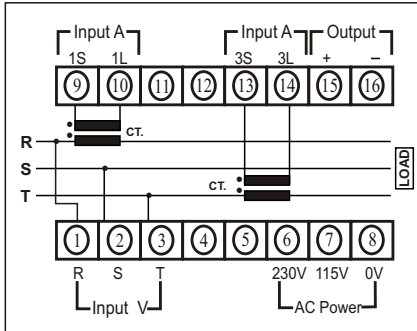 Input A Input A Output
1S 1L 3S 3L + –
9 10 11 12 13 14 15 16
CT.
R
S
CT.
T
LOAD
1 2 3 4 5 6 7 8
R S T 230V 115V 0V
Input V AC Power